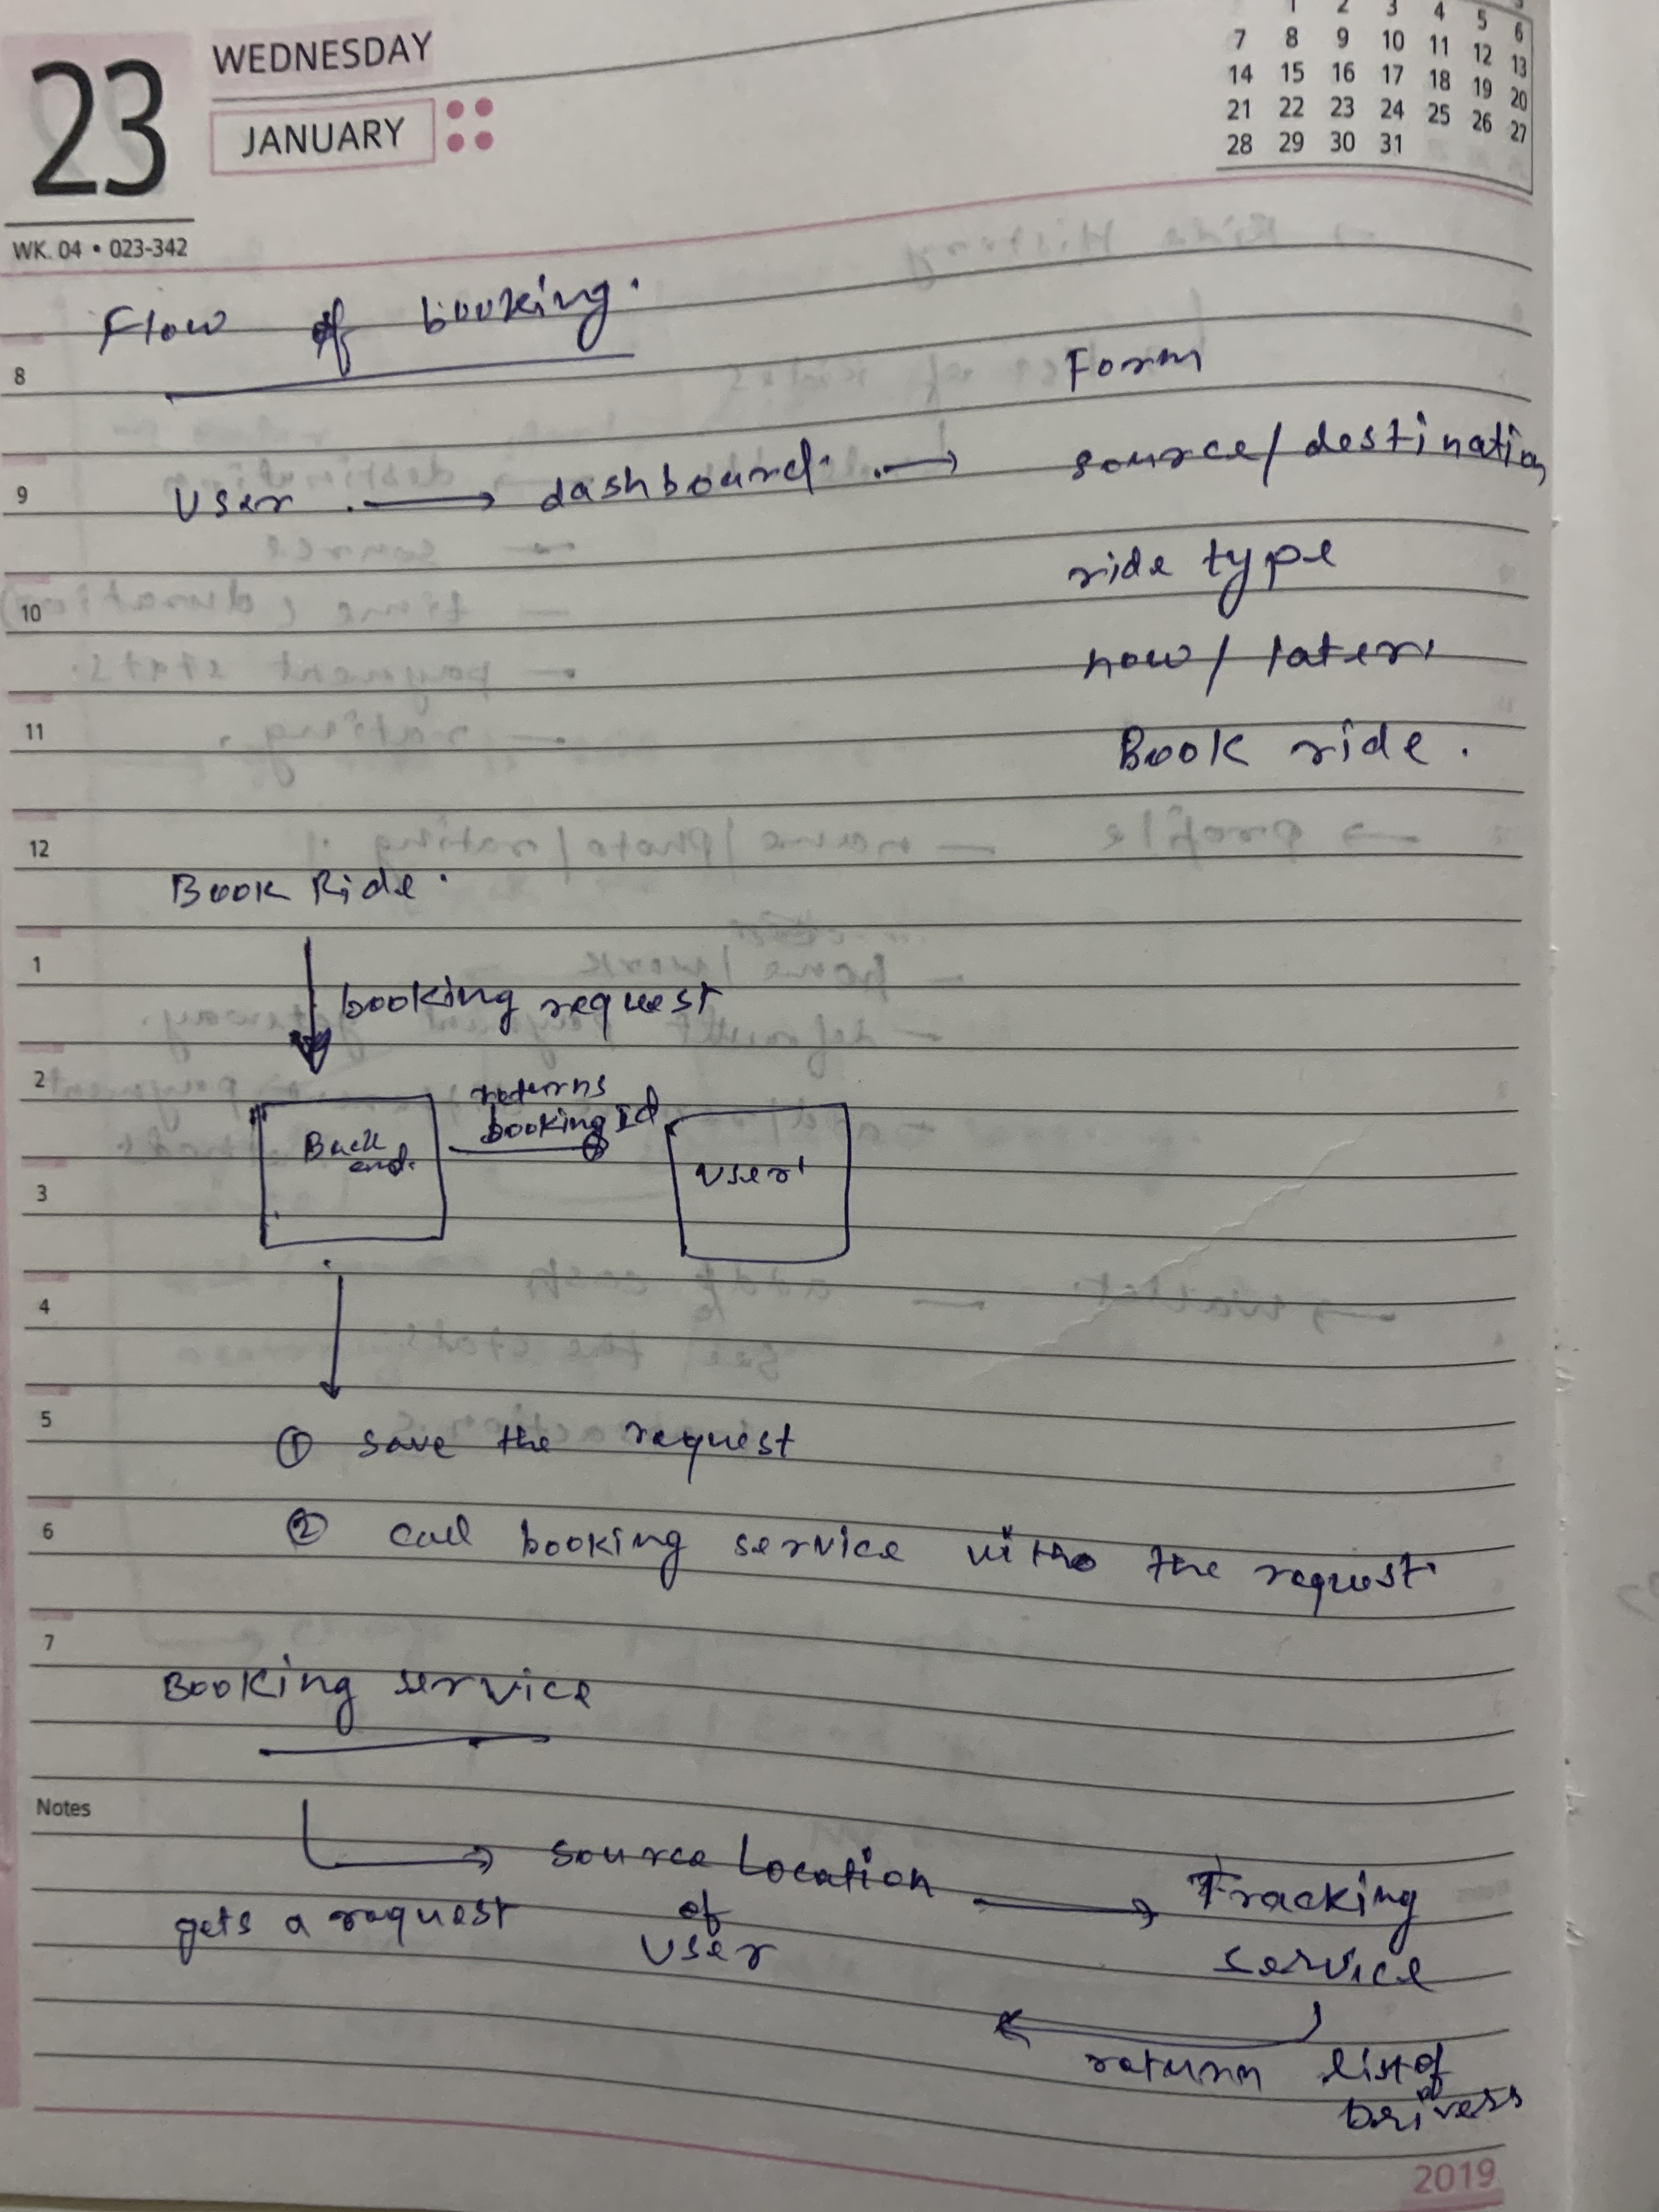 23
WEDNESDAY
JANUARY
WK. 04 • 023-342
1 2 3 4 5 6
7 8 9 10 11 12 13
14 15 16 17 18 19 20
21 22 23 24 25 26 27
28 29 30 31
Flow of booking.
8
Form
9
User → dashboard. → source/destination
ride type
10
now/later.
11
Book ride.
12
Book Ride.
1
booking request
2
returns
booking Id
Back
end.
User
3
4
5
① save the request
6
② call booking service with the request.
7
Booking service
Notes
→ source Location → Tracking
gets a request
of
user
service
return list of
Drivers
2019